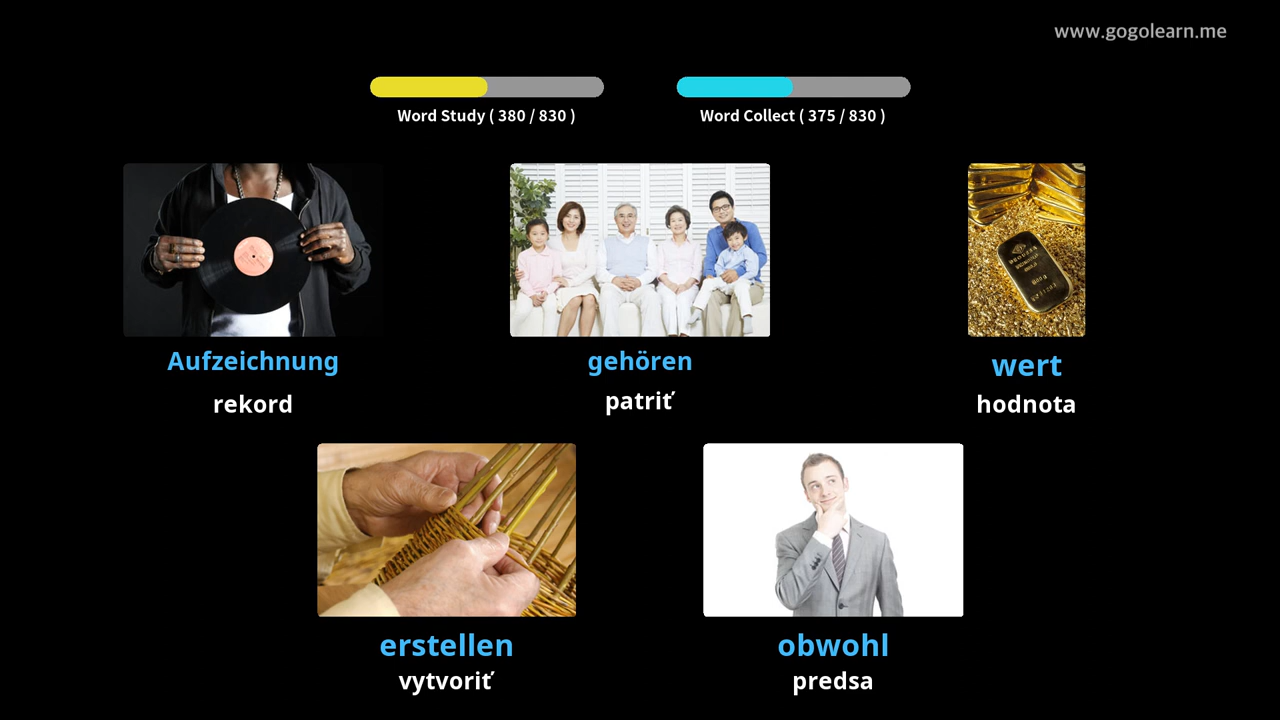 www.gogolearn.me
Word Study ( 380 / 830 )
Word Collect ( 375 / 830 )
Aufzeichnung
rekord
gehören
patriť
wert
hodnota
erstellen
vytvoriť
obwohl
predsa